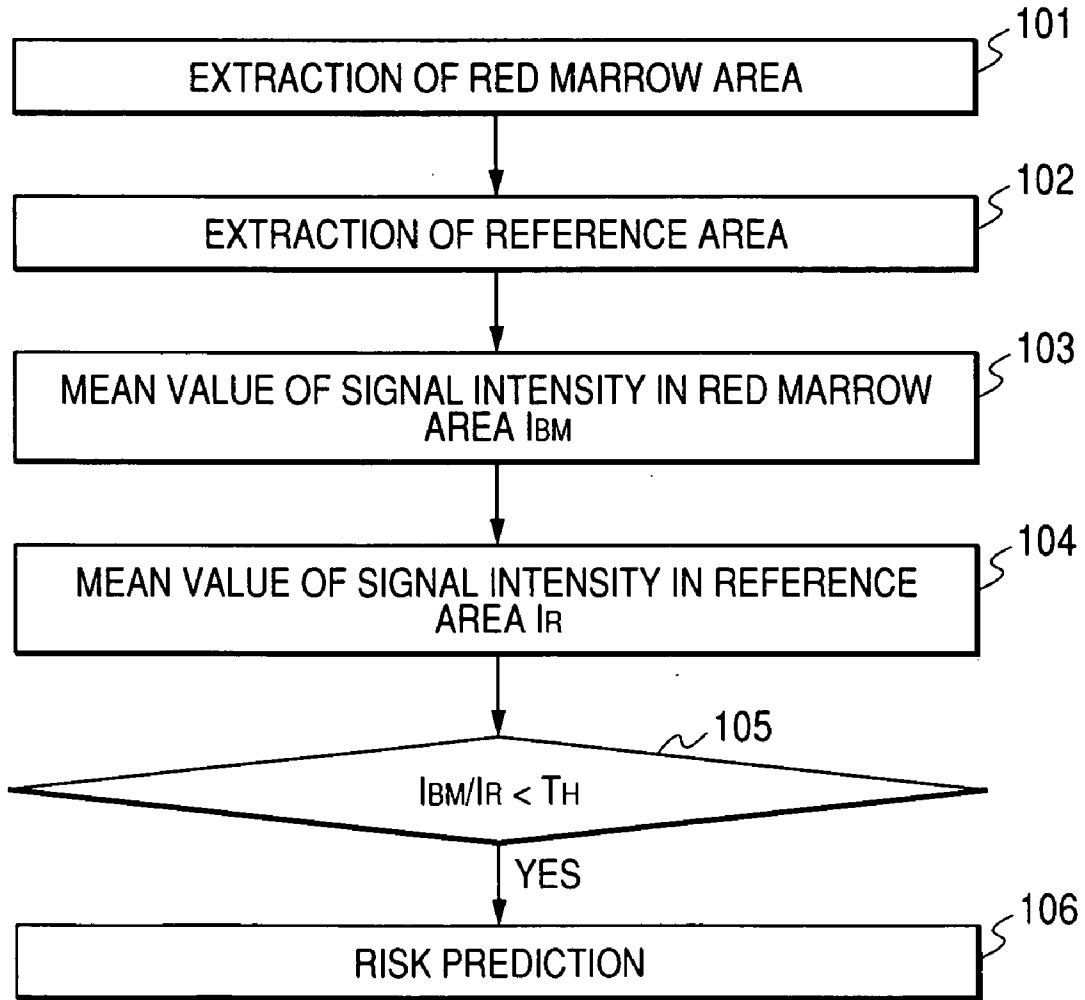 101
EXTRACTION OF RED MARROW AREA
102
EXTRACTION OF REFERENCE AREA
103
MEAN VALUE OF SIGNAL INTENSITY IN RED MARROW
AREA IBM
104
MEAN VALUE OF SIGNAL INTENSITY IN REFERENCE
AREA IR
105
IBM/IR < TH
YES
106
RISK PREDICTION